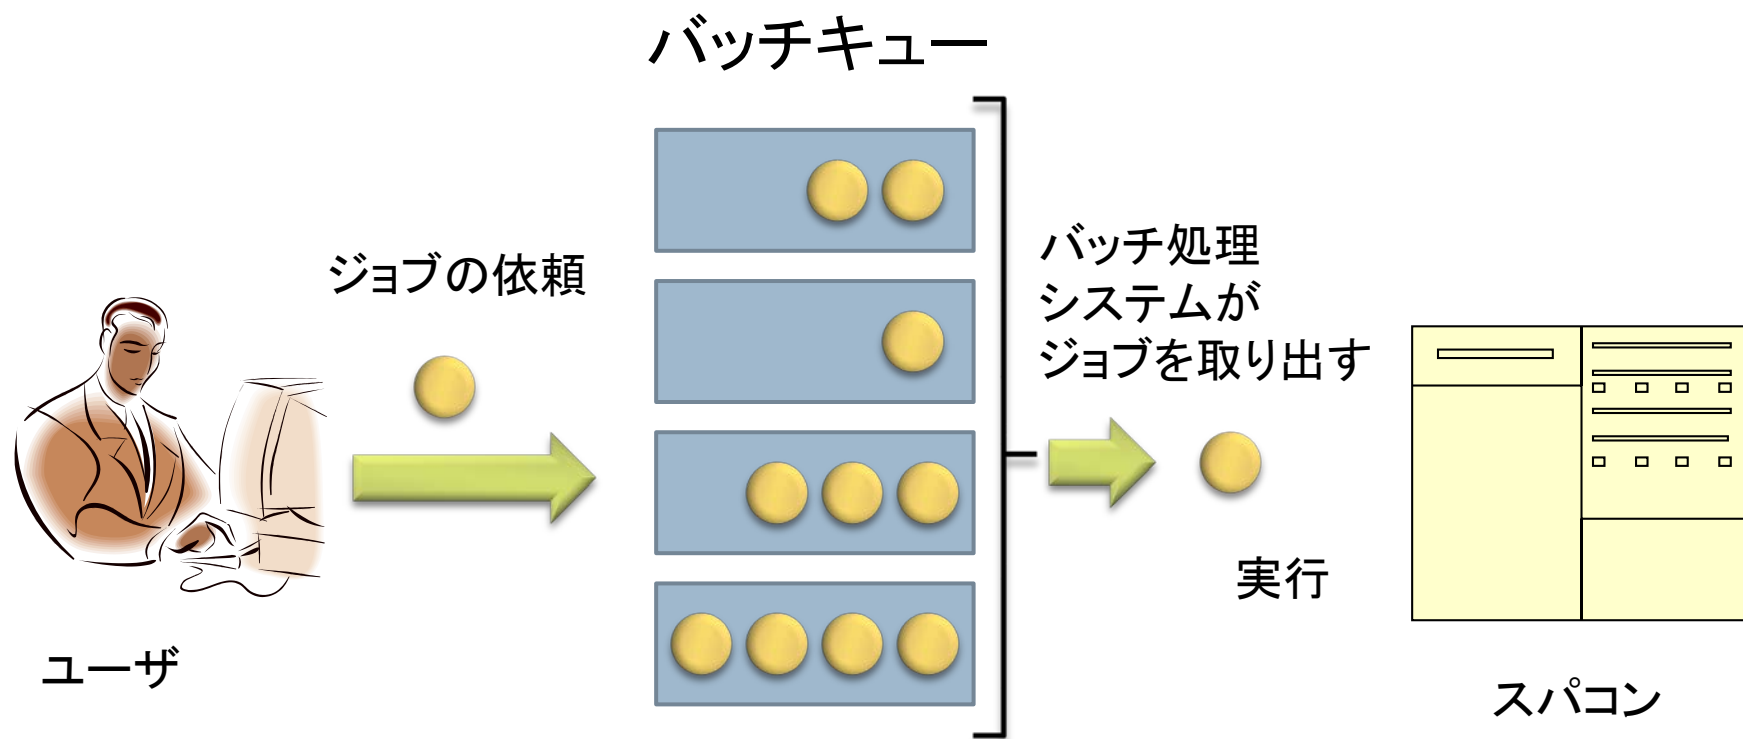 バッチキュー
ジョブの依頼
バッチ処理
システムが
ジョブを取り出す
実行
ユーザ
スパコン